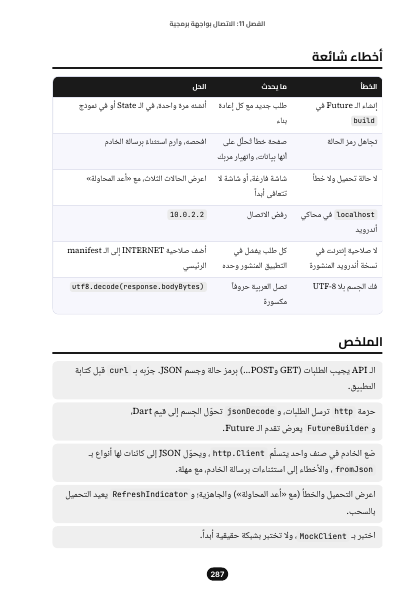 الفصل 11: الاتصال بواجهة برمجية
أخطاء شائعة
الخطأ ما يحدث الحل
إنشاء الـ Future في طلب جديد مع كل إعادة أنشئه مرة واحدة، في الـ State أو في نموذج
build بناء
تجاهل رمز الحالة صفحة خطأ تُحلَّل على افحصه، وارمِ استثناءً برسالة الخادم
أنها بيانات، وانهيار مربك
لا حالة تحميل ولا خطأ شاشة فارغة، أو شاشة لا اعرض الحالات الثلاث، مع «أعد المحاولة»
تتعافى أبداً
localhost في محاكي رفض الاتصال 10.0.2.2
أندرويد
لا صلاحية إنترنت في كل طلب يفشل في أضف صلاحية INTERNET إلى الـ manifest
نسخة أندرويد المنشورة التطبيق المنشور وحده الرئيسي
فك الجسم بلا UTF-8 تصل العربية حروفاً utf8.decode(response.bodyBytes)
مكسورة
الملخص
الـ API يجيب الطلبات (GET وPOST…) برمز حالة وجسم JSON. جرّبه بـ curl قبل كتابة
التطبيق.
حزمة http ترسل الطلبات، و jsonDecode تحوّل الجسم إلى قيم Dart،
و FutureBuilder يعرض تقدم الـ Future.
ضع الخادم في صنف واحد يتسلّم http.Client ، ويحوّل JSON إلى كائنات لها أنواع بـ
fromJson ، والأخطاء إلى استثناءات برسالة الخادم، مع مهلة.
اعرض التحميل والخطأ (مع «أعد المحاولة») والجاهزية؛ و RefreshIndicator يعيد التحميل
بالسحب.
اختبر بـ MockClient ، ولا تختبر بشبكة حقيقية أبداً.
287